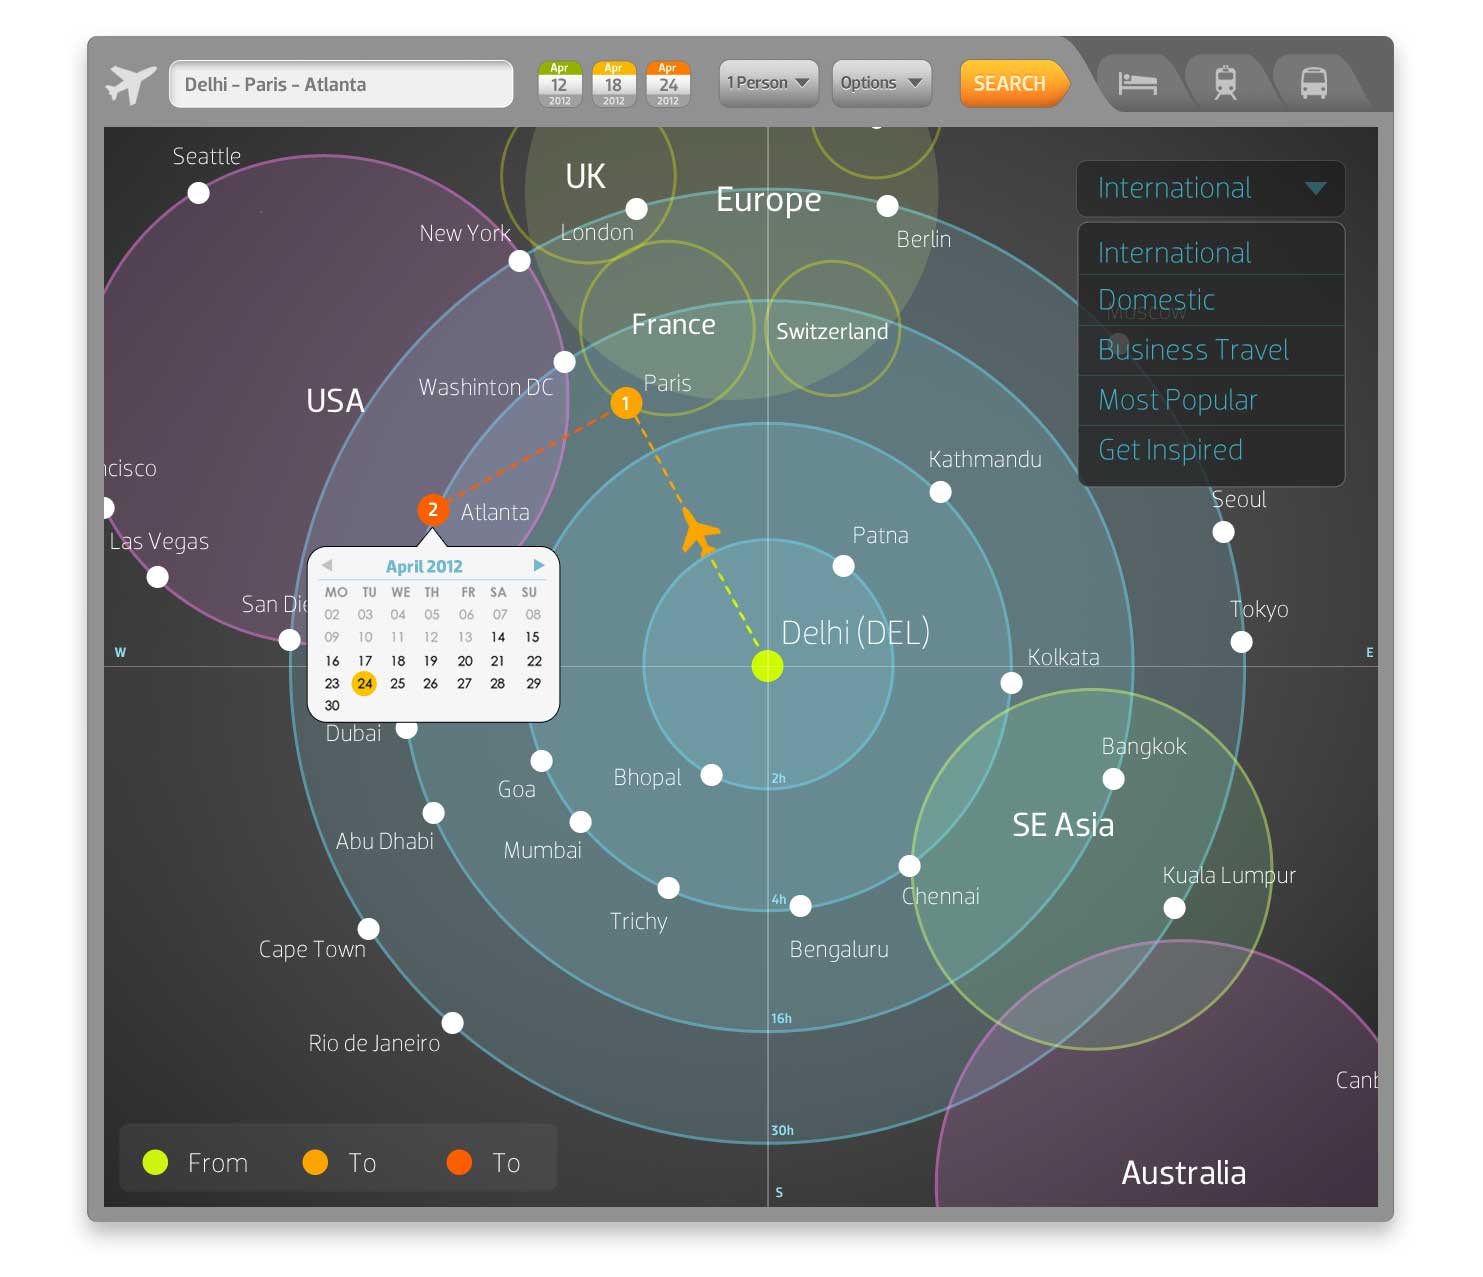 Delhi - Paris - Atlanta
Apr
12
2012
Apr
18
2012
Apr
24
2012
1 Person
Options
SEARCH
Seattle
UK
Europe
International
New York
London
Berlin
International
Domestic
Moscow
France
Switzerland
Business Travel
Washinton DC
Paris
USA
1
Most Popular
Get Inspired
ncisco
Kathmandu
Seoul
2
Atlanta
Las Vegas
Patna
April 2012
MO TU WE TH FR SA SU
02 03 04 05 06 07 08
09 10 11 12 13 14 15
16 17 18 19 20 21 22
23 24 25 26 27 28 29
30
San Die
Delhi (DEL)
Tokyo
W
Kolkata
E
Dubai
Bangkok
Bhopal
2h
Goa
SE Asia
Abu Dhabi
Mumbai
Kuala Lumpur
4h
Chennai
Trichy
Bengaluru
Cape Town
16h
Rio de Janeiro
Canb
30h
From
To
To
Australia
S